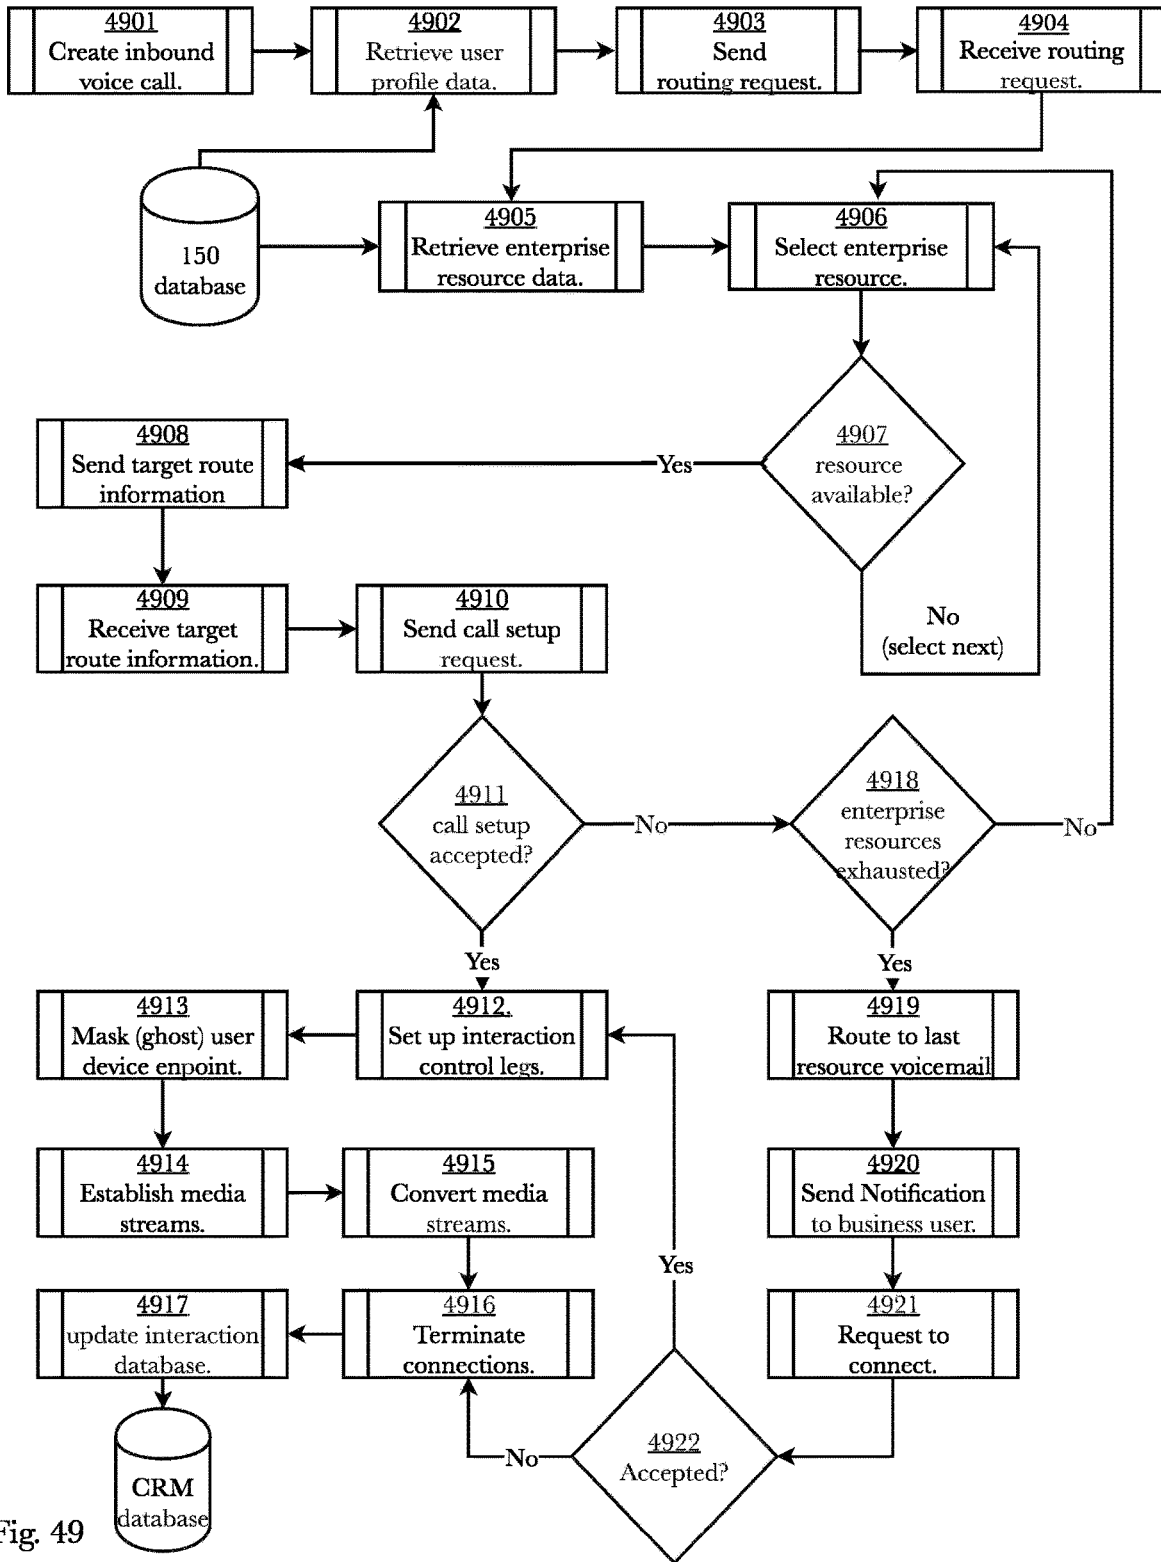 4901
Create inbound
voice call.
4902
Retrieve user
profile data.
4903
Send
routing request.
4904
Receive routing
request.
150
database
4905
Retrieve enterprise
resource data.
4906
Select enterprise
resource.
4907
resource
available?
Yes
No
(select next)
4908
Send target route
information
4909
Receive target
route information.
4910
Send call setup
request.
4911
call setup
accepted?
No
4918
enterprise
resources
exhausted?
No
Yes
Yes
4913
Mask (ghost) user
device enpoint.
4912.
Set up interaction
control legs.
4919
Route to last
resource voicemail
4914
Establish media
streams.
4915
Convert media
streams.
4920
Send Notification
to business user.
Yes
4917
update interaction
database.
4916
Terminate
connections.
4921
Request to
connect.
4922
Accepted?
No
CRM
database
Fig. 49